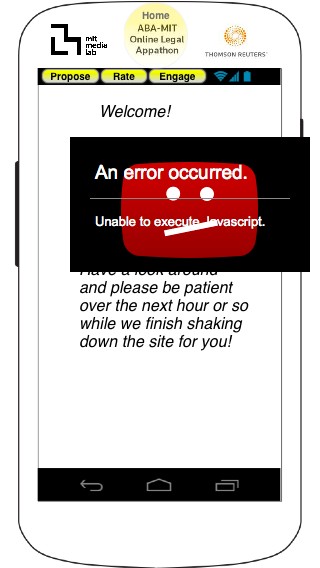 mit
media
lab
Home
ABA-MIT
Online Legal
Appathon
THOMSON REUTERS
Propose
Rate
Engage
Welcome!
An error occurred.
Unable to execute Javascript.
Have a look around
and please be patient
over the next hour or so
while we finish shaking
down the site for you!